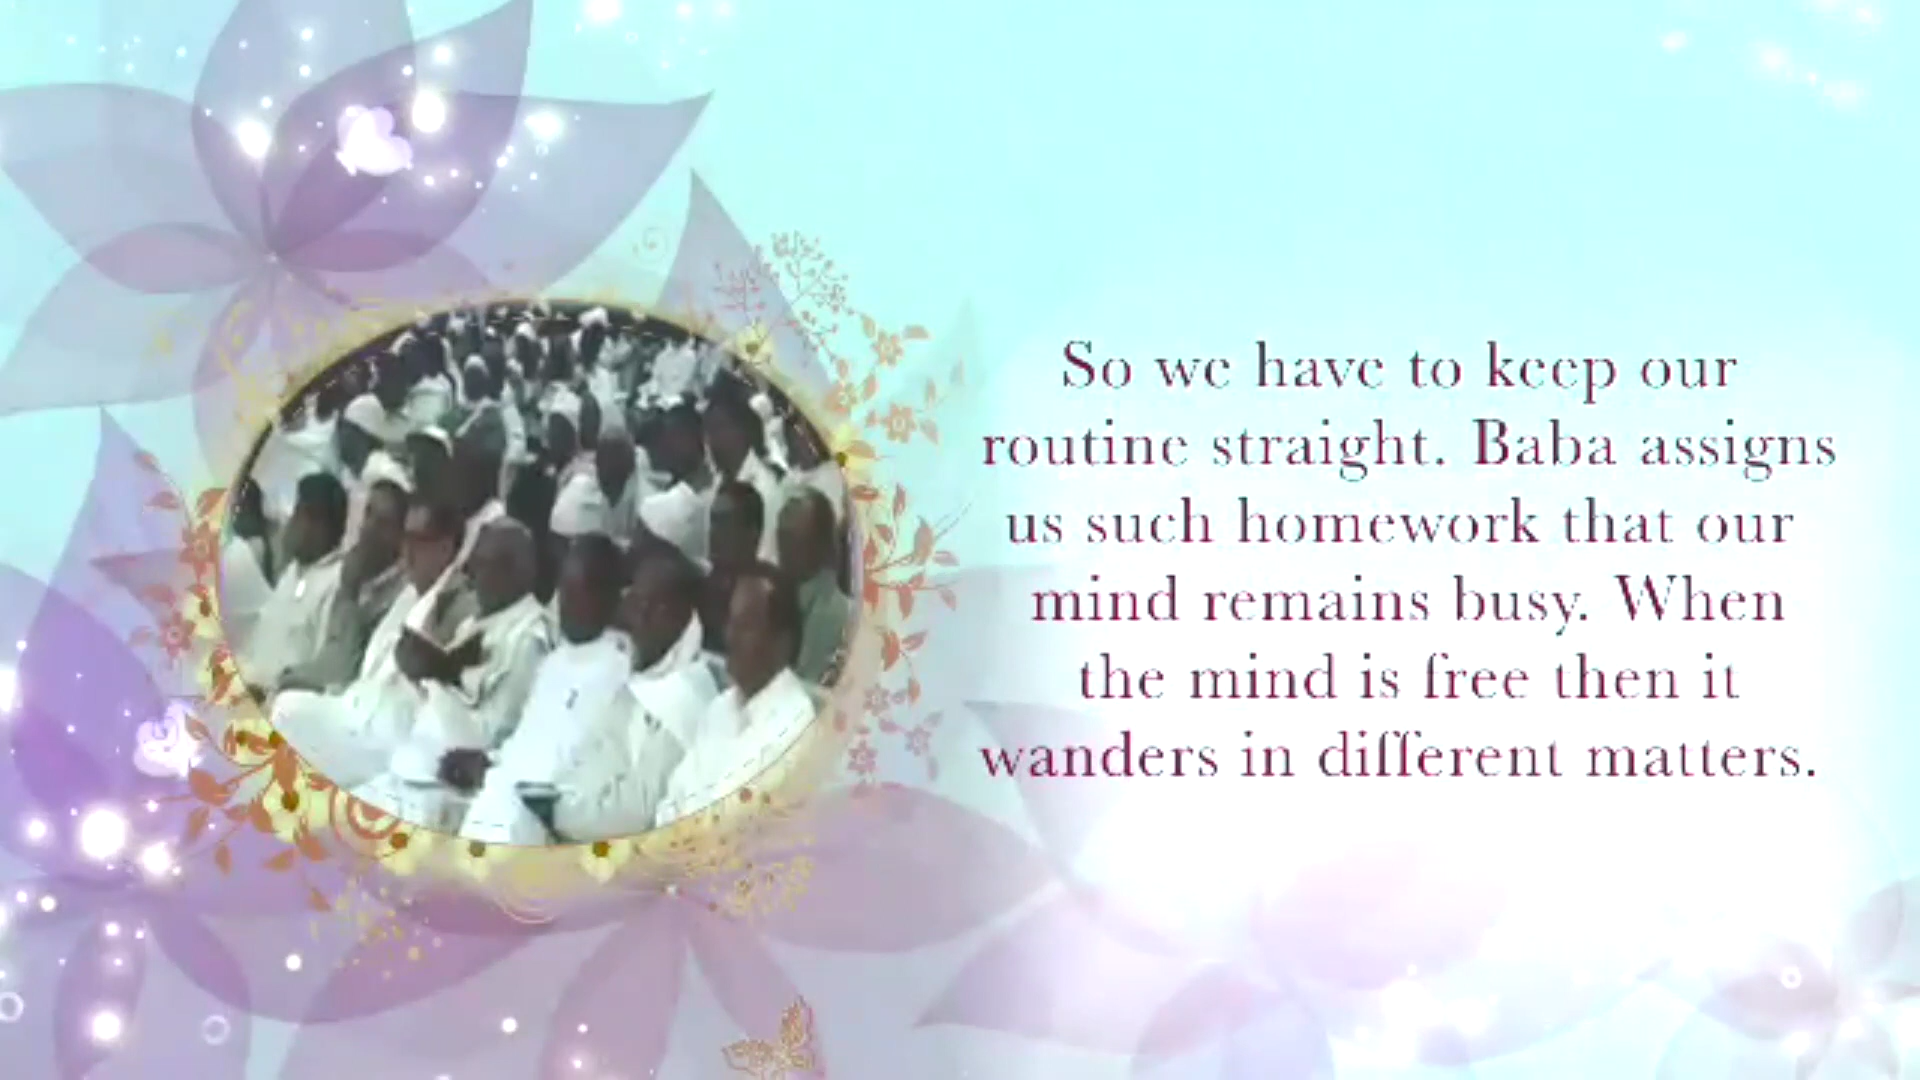 So we have to keep our
routine straight. Baba assigns
us such homework that our
mind remains busy. When
the mind is free then it
wanders in different matters.